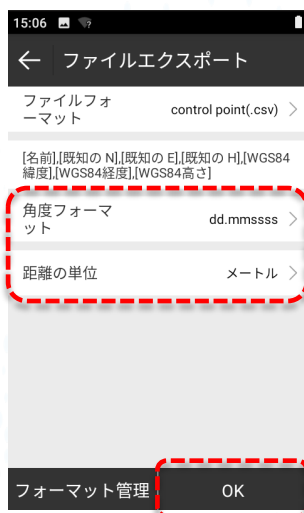 15:06
ファイルエクスポート
ファイルフォ
ーマット
control point(.csv)
[名前],[既知の N],[既知の E],[既知の H],[WGS84
緯度],[WGS84経度],[WGS84高さ]
角度フォーマ
ット
dd.mmssss
距離の単位
メートル
フォーマット管理
OK